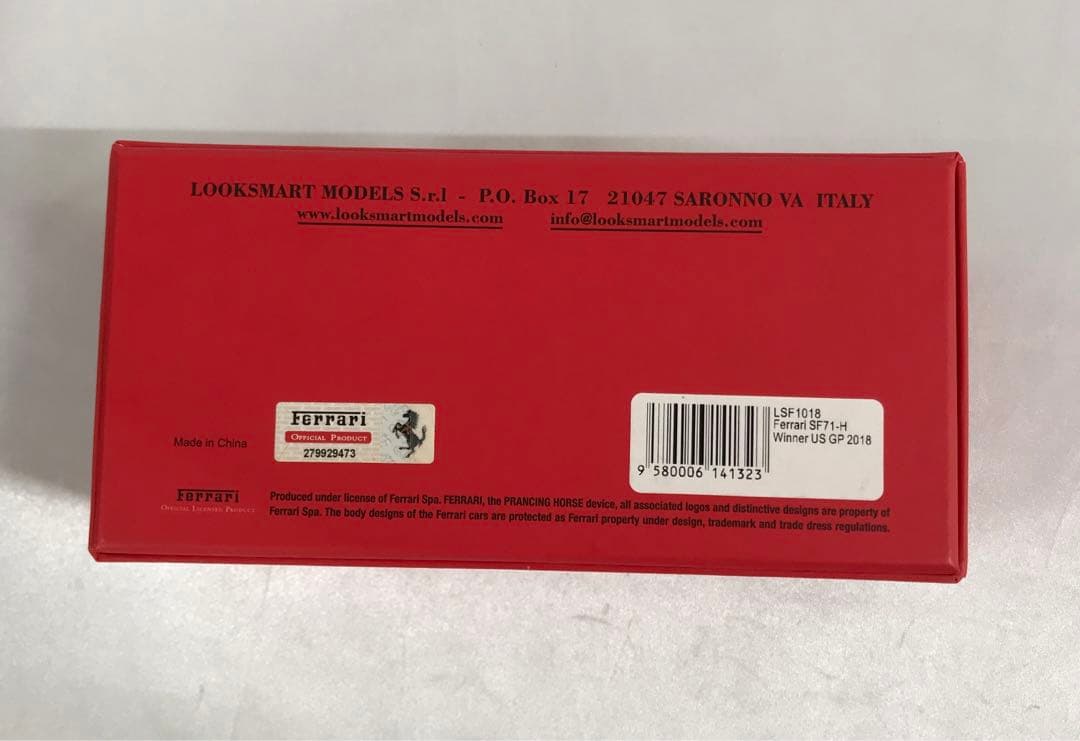 LOOKSMART MODELS S.r.l - P.O. Box 17 21047 SARONNO VA ITALY
www.looksmartmodels.com info@looksmartmodels.com
Made in China
Ferrari
OFFICIAL PRODUCT
279929473
LSF1018
Ferrari SF71-H
Winner US GP 2018
9 580006 141323
Ferrari
OFFICIAL LICENSED PRODUCT
Produced under license of Ferrari Spa. FERRARI, the PRANCING HORSE device, all associated logos and distinctive designs are property of
Ferrari Spa. The body designs of the Ferrari cars are protected as Ferrari property under design, trademark and trade dress regulations.